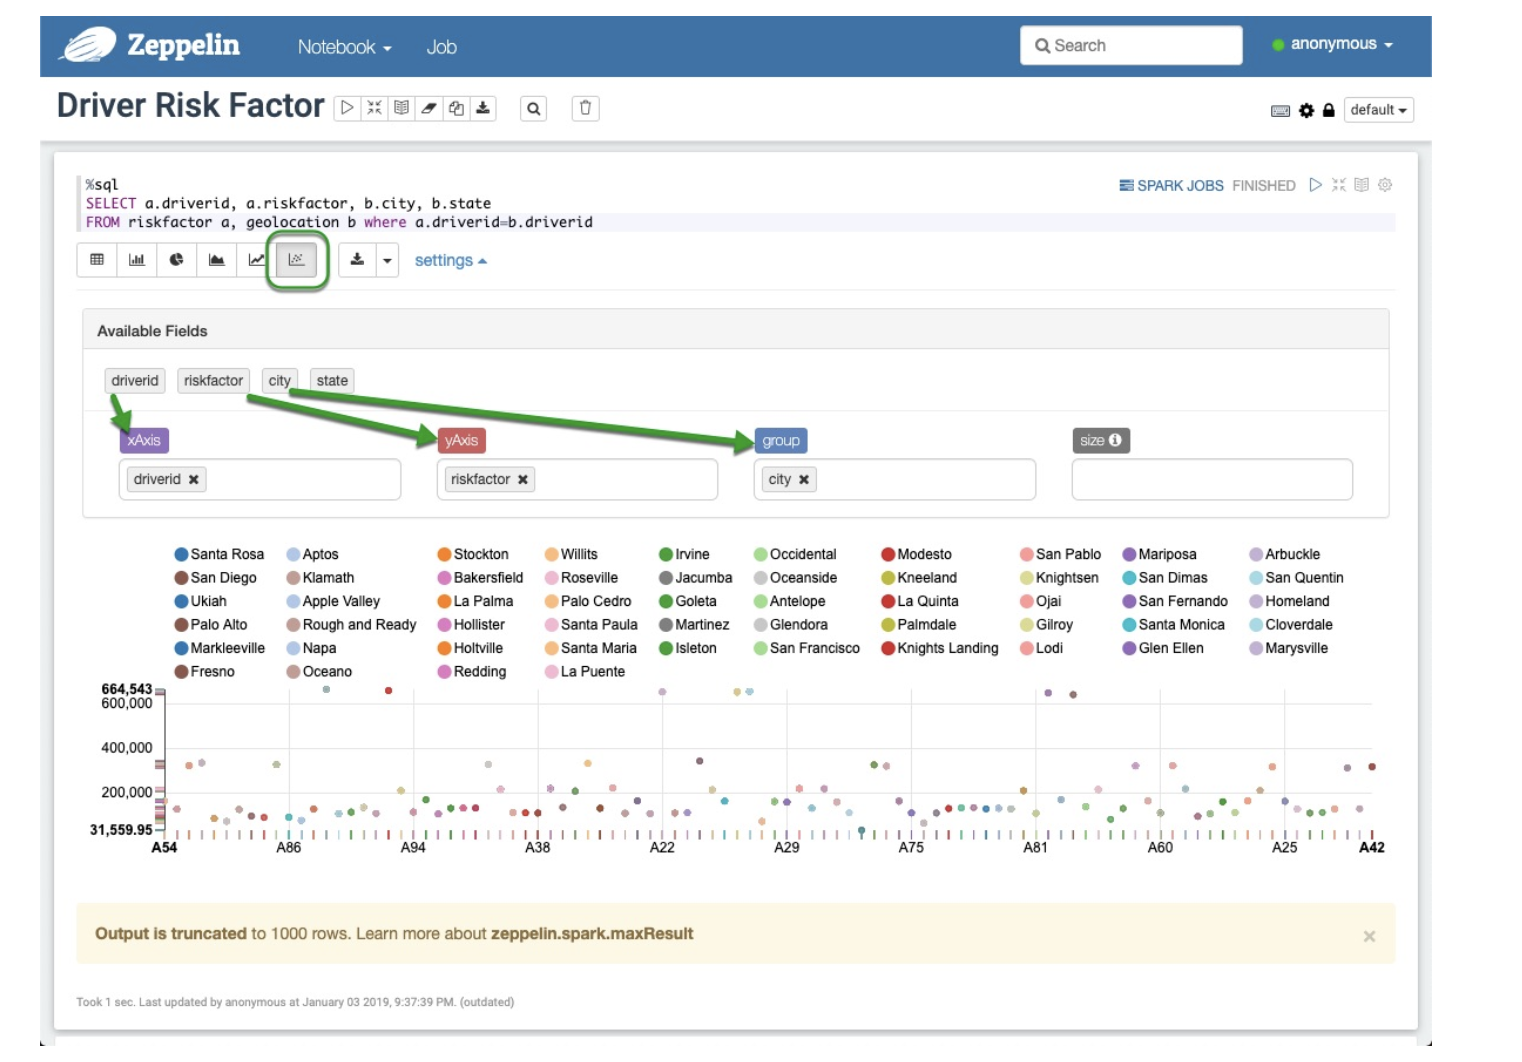 Zeppelin Notebook Job Search anonymous
Driver Risk Factor default
%sql
SPARK JOBS FINISHED
SELECT a.driverid, a.riskfactor, b.city, b.state
FROM riskfactor a, geolocation b where a.driverid=b.driverid
settings
Available Fields
driverid riskfactor city state
xAxis yAxis group size
driverid riskfactor city
Santa Rosa Aptos Stockton Willits Irvine Occidental Modesto San Pablo Mariposa Arbuckle
San Diego Klamath Bakersfield Roseville Jacumba Oceanside Kneeland Knightsen San Dimas San Quentin
Ukiah Apple Valley La Palma Palo Cedro Goleta Antelope La Quinta Ojai San Fernando Homeland
Palo Alto Rough and Ready Hollister Santa Paula Martinez Glendora Palmdale Gilroy Santa Monica Cloverdale
Markleeville Napa Holtville Santa Maria Isleton San Francisco Knights Landing Lodi Glen Ellen Marysville
Fresno Oceano Redding La Puente
664,543
600,000
400,000
200,000
31,559.95
A54 A86 A94 A38 A22 A29 A75 A81 A60 A25 A42
Output is truncated to 1000 rows. Learn more about zeppelin.spark.maxResult
Took 1 sec. Last updated by anonymous at January 03 2019, 9:37:39 PM. (outdated)